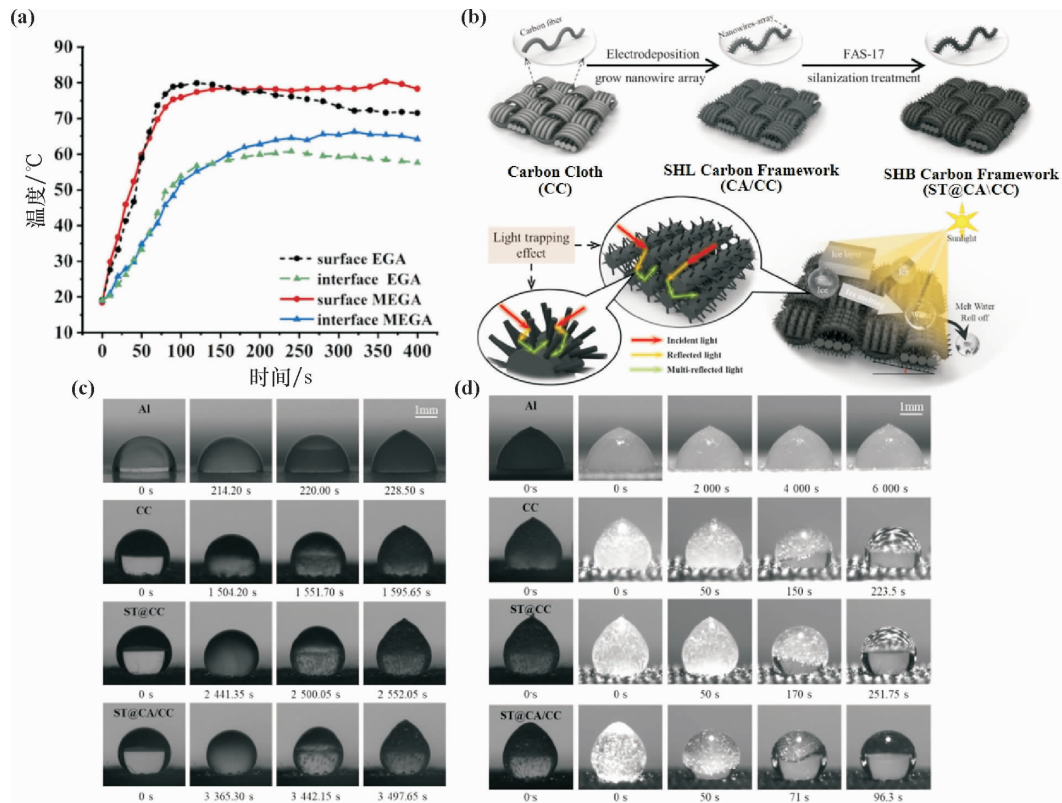 (a)
90
80
70
60
50
40
30
20
10
温度/℃
0 50 100 150 200 250 300 350 400
时间/s
surface EGA
interface EGA
surface MEGA
interface MEGA
(b)
Carbon fiber
Nanowires-array
Electrodeposition
grow nanowire array
FAS-17
silanization treatment
Carbon Cloth
(CC)
SHL Carbon Framework
(CA/CC)
SHB Carbon Framework
(ST@CA\CC)
Light trapping
effect
Incident light
Reflected light
Multi-reflected light
Sunlight
Ice layer
Ice
Ice
Ice melting
Water
Melt Water
Roll off
(c)
Al
1mm
0 s 214.20 s 220.00 s 228.50 s
CC
0 s 1 504.20 s 1 551.70 s 1 595.65 s
ST@CC
0 s 2 441.35 s 2 500.05 s 2 552.05 s
ST@CA/CC
0 s 3 365.30 s 3 442.15 s 3 497.65 s
(d)
Al
1mm
0 s 0 s 2 000 s 4 000 s 6 000 s
CC
0 s 0 s 50 s 150 s 223.5 s
ST@CC
0 s 0 s 50 s 170 s 251.75 s
ST@CA/CC
0 s 0 s 50 s 71 s 96.3 s